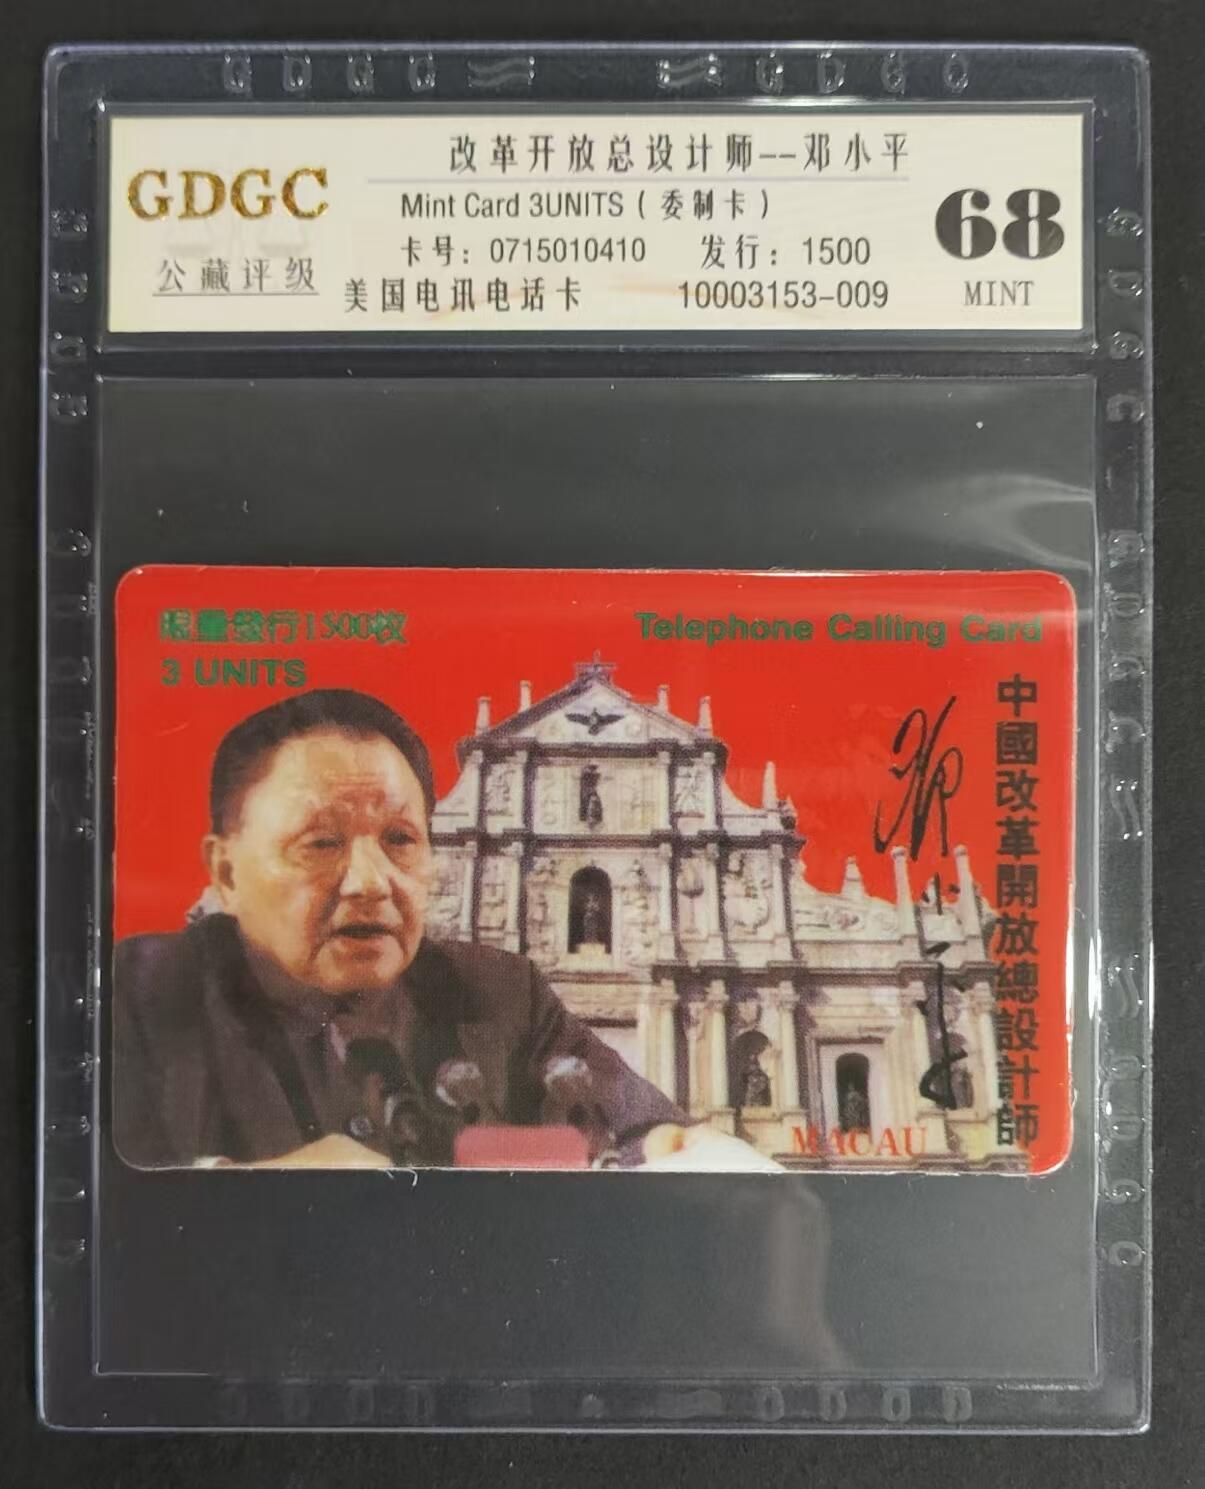 GDGC
公藏评级
改革开放总设计师--邓小平
Mint Card 3UNITS ( 委制卡 )
卡号: 0715010410 发行: 1500
美国电讯电话卡 10003153-009
68
MINT
限量發行1500枚
3 UNITS
Telephone Calling Card
中國改革開放總設計師
邓小平
MACAU